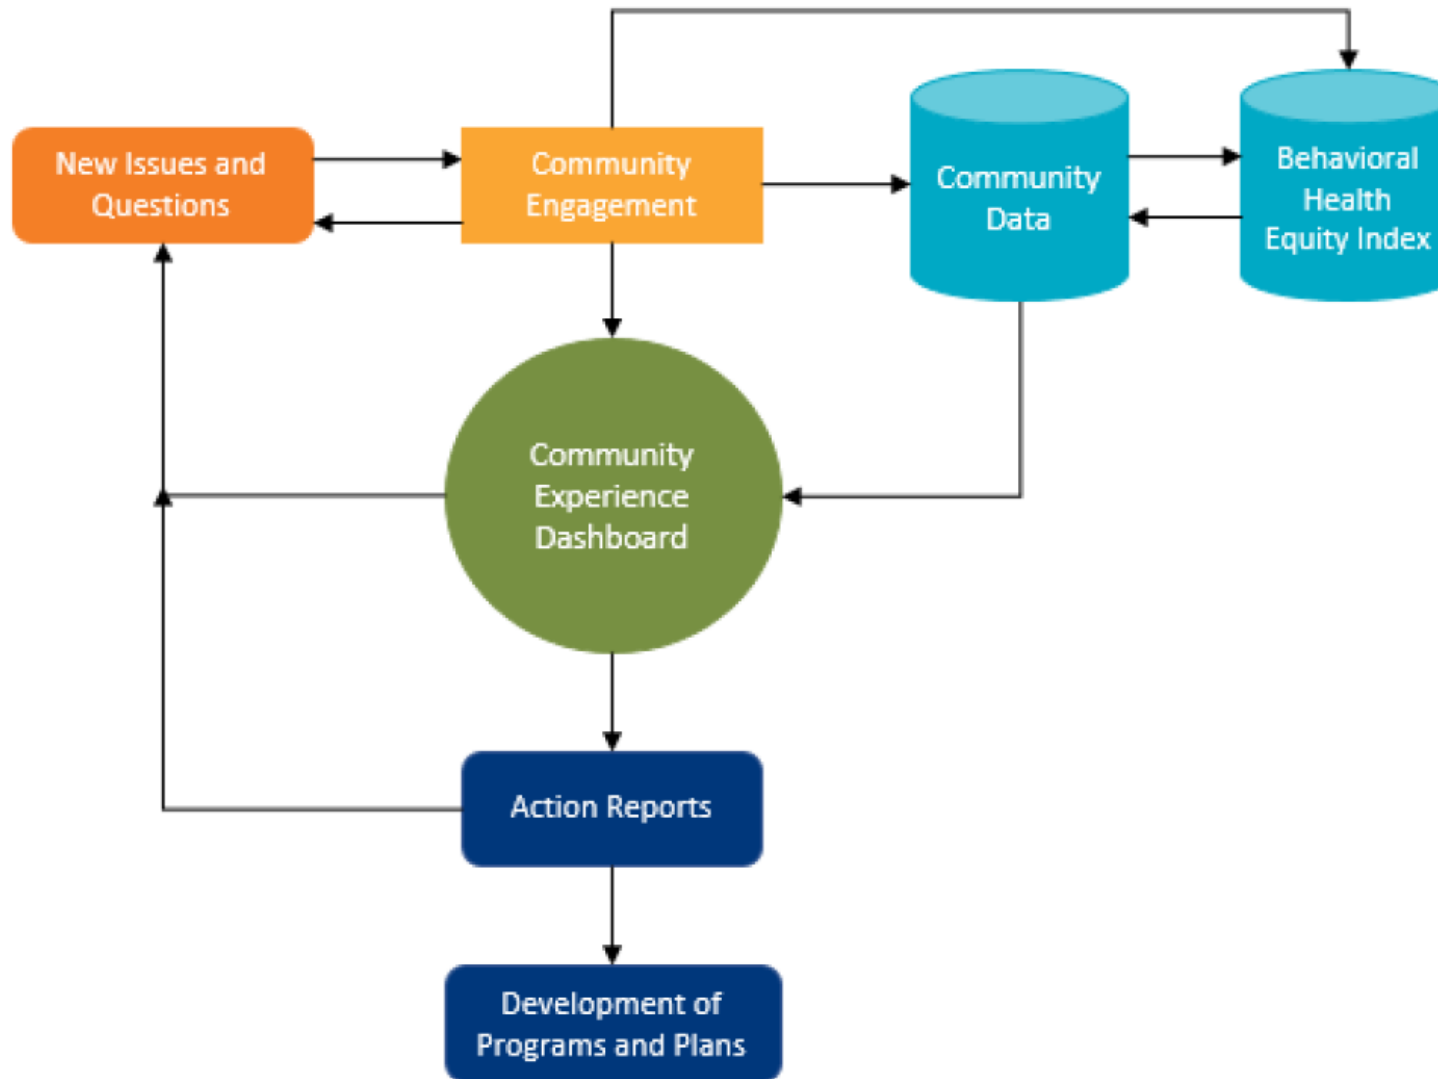 New Issues and
Questions
Community
Engagement
Community
Data
Behavioral
Health
Equity Index
Community
Experience
Dashboard
Action Reports
Development of
Programs and Plans